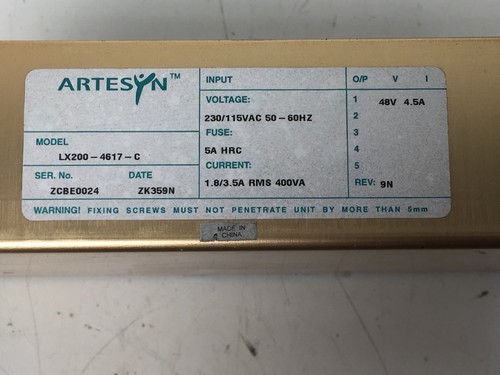 ARTESYN™
MODEL
LX200-4617-C
SER. No. DATE
ZCBE0024 ZK359N
INPUT
VOLTAGE:
230/115VAC 50-60HZ
FUSE:
5A HRC
CURRENT:
1.8/3.5A RMS 400VA
O/P V I
1 48V 4.5A
2
3
4
5
REV: 9N
WARNING! FIXING SCREWS MUST NOT PENETRATE UNIT BY MORE THAN 5mm
MADE IN
CHINA